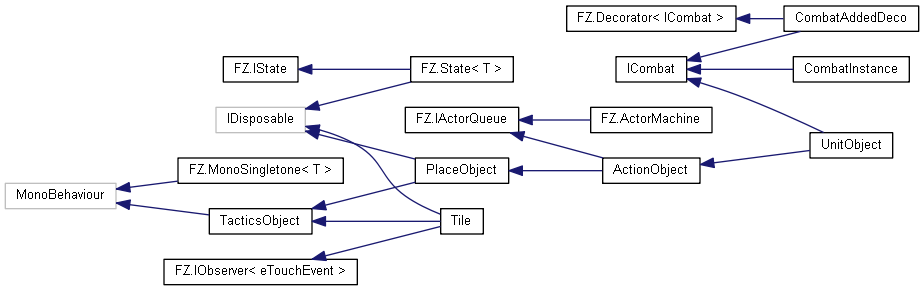 FZ.Decorator< ICombat >
CombatAddedDeco
FZ.IState
FZ.State< T >
ICombat
CombatInstance
IDisposable
FZ.IActorQueue
FZ.ActorMachine
UnitObject
FZ.MonoSingletone< T >
PlaceObject
ActionObject
MonoBehaviour
TacticsObject
Tile
FZ.IObserver< eTouchEvent >